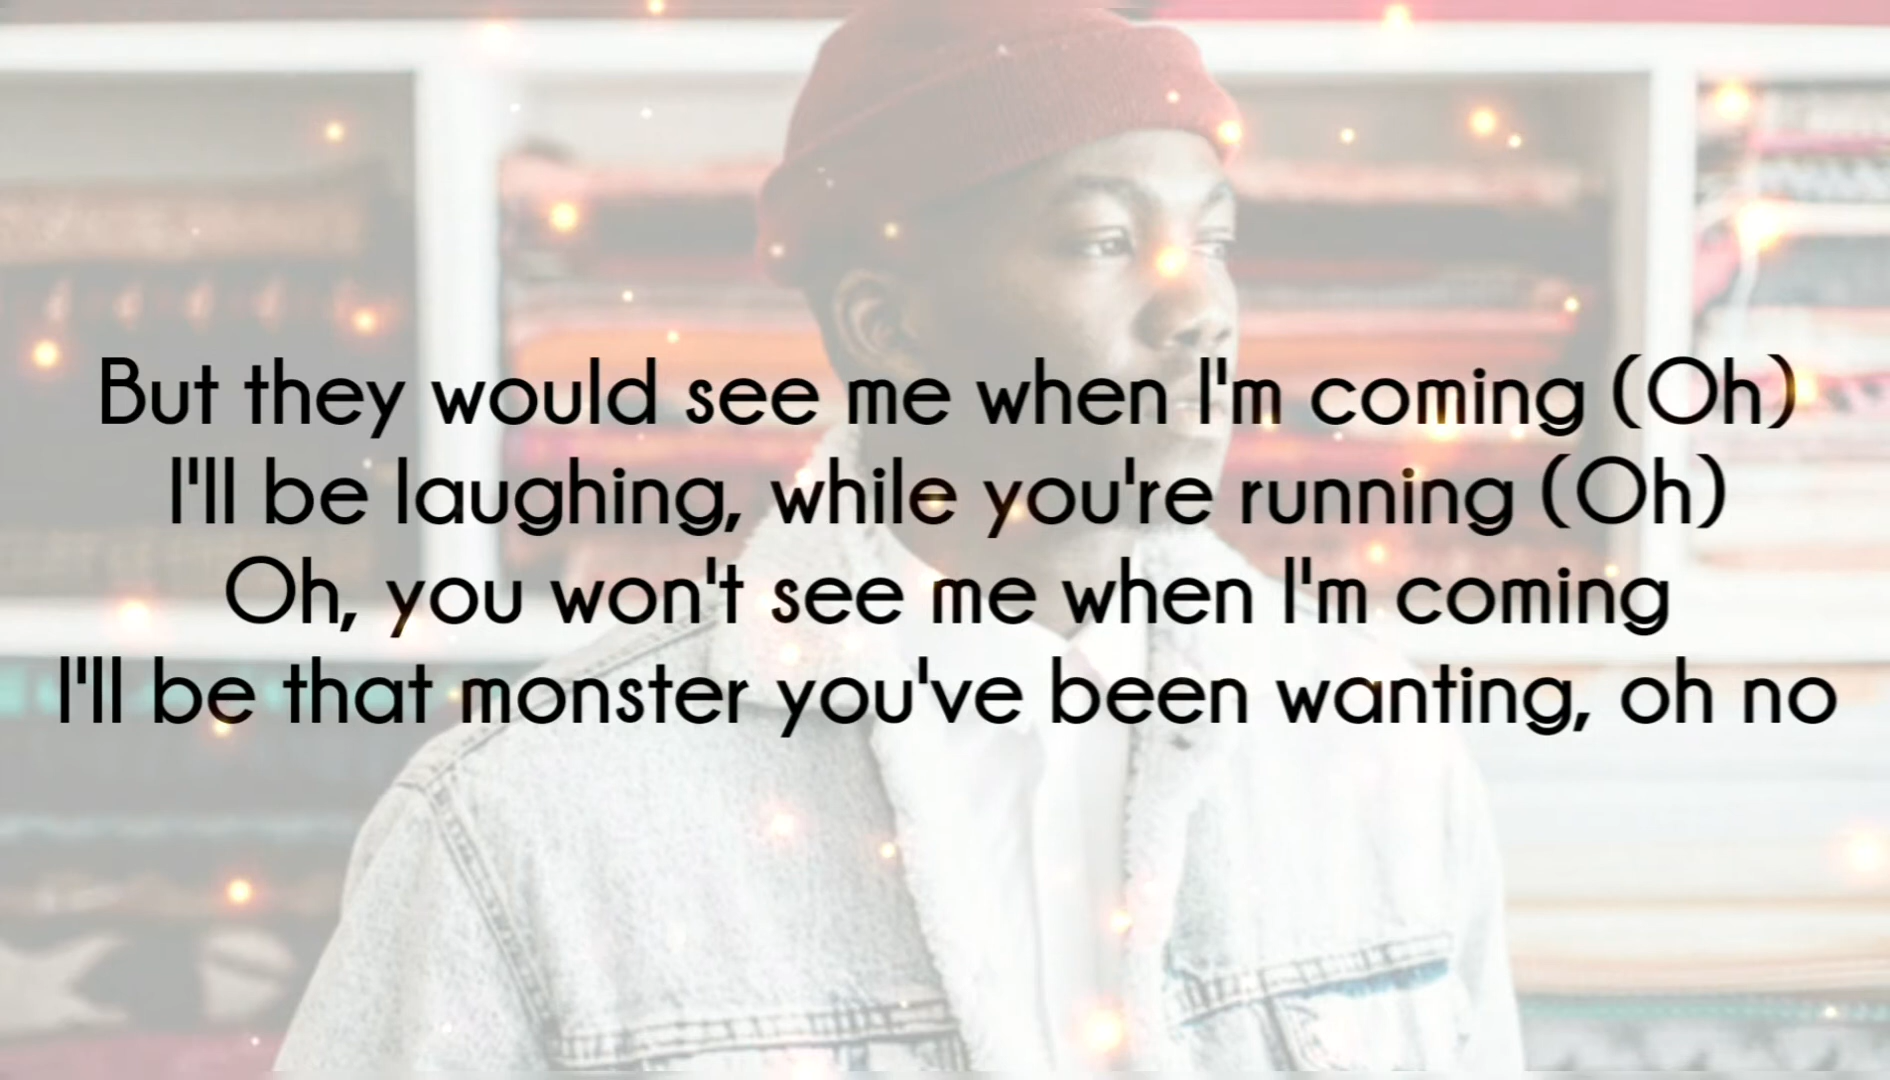 But they would see me when I'm coming (Oh)
I'll be laughing, while you're running (Oh)
Oh, you won't see me when I'm coming
I'll be that monster you've been wanting, oh no